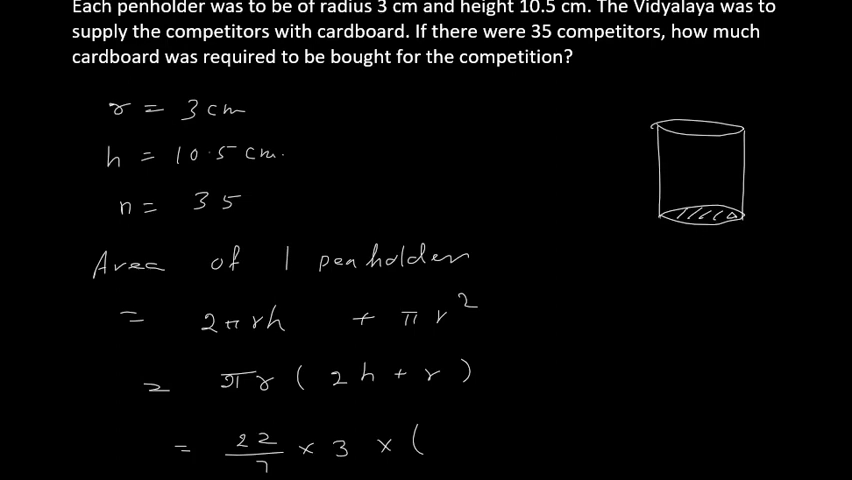 Each penholder was to be of radius 3 cm and height 10.5 cm. The Vidyalaya was to
supply the competitors with cardboard. If there were 35 competitors, how much
cardboard was required to be bought for the competition?
r = 3 cm
h = 10.5 cm.
n = 35
Area of 1 penholder
= 2πrh + πr²
= πr ( 2h + r )
= 22/7 × 3 × (